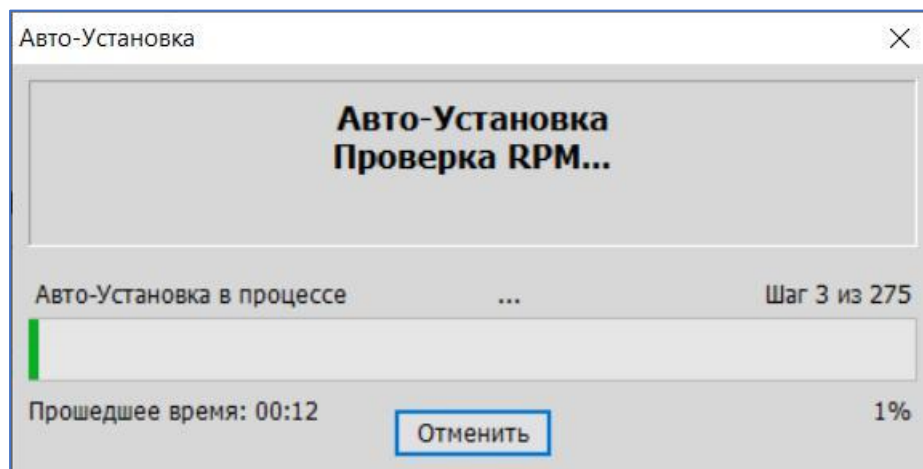 Авто-Установка
Авто-Установка
Проверка RPM...
Авто-Установка в процессе ... Шаг 3 из 275
Прошедшее время: 00:12 1%
Отменить